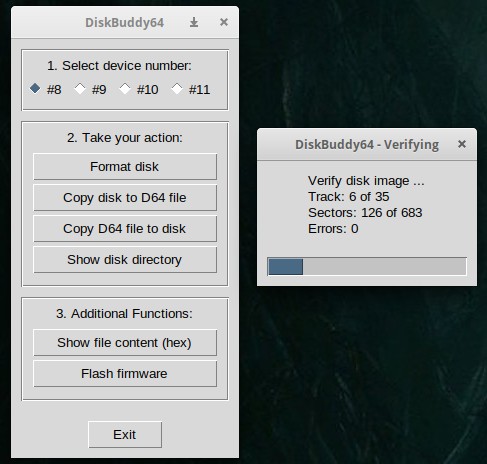 DiskBuddy64
1. Select device number:
#8 #9 #10 #11
2. Take your action:
Format disk
Copy disk to D64 file
Copy D64 file to disk
Show disk directory
3. Additional Functions:
Show file content (hex)
Flash firmware
Exit
DiskBuddy64 - Verifying
Verify disk image ...
Track: 6 of 35
Sectors: 126 of 683
Errors: 0